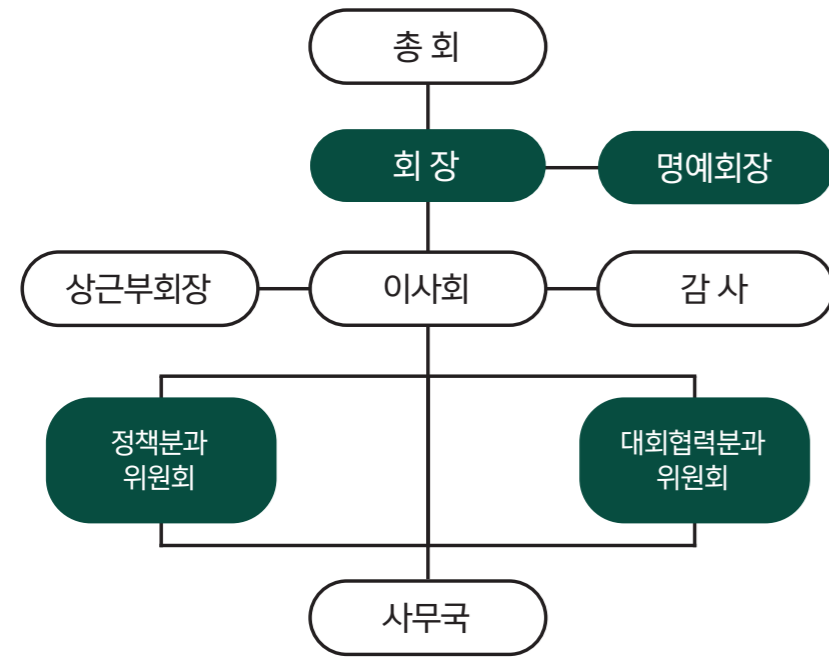 총 회
회 장
명예회장
상근부회장
이사회
감 사
정책분과
위원회
대회협력분과
위원회
사무국